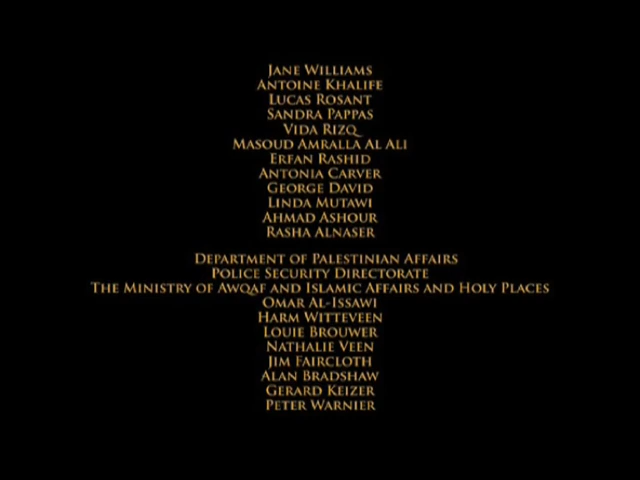 Jane Williams
Antoine Khalife
Lucas Rosant
Sandra Pappas
Vida Rizq
Masoud Amralla Al Ali
Erfan Rashid
Antonia Carver
George David
Linda Mutawi
Ahmad Ashour
Rasha Alnaser
Department of Palestinian Affairs
Police Security Directorate
The Ministry of Awqaf and Islamic Affairs and Holy Places
Omar Al-Issawi
Harm Witteveen
Louie Brouwer
Nathalie Veen
Jim Faircloth
Alan Bradshaw
Gerard Keizer
Peter Warnier